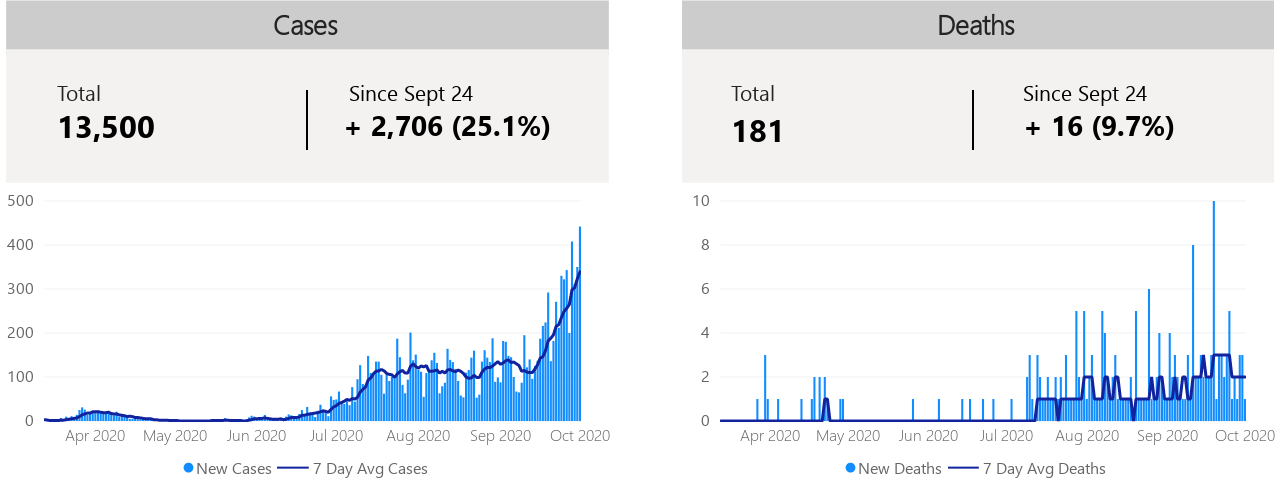 Cases
Total
13,500
Since Sept 24
+ 2,706 (25.1%)
500
400
300
200
100
0
Apr 2020 May 2020 Jun 2020 Jul 2020 Aug 2020 Sep 2020 Oct 2020
New Cases 7 Day Avg Cases
Deaths
Total
181
Since Sept 24
+ 16 (9.7%)
10
8
6
4
2
0
Apr 2020 May 2020 Jun 2020 Jul 2020 Aug 2020 Sep 2020 Oct 2020
New Deaths 7 Day Avg Deaths